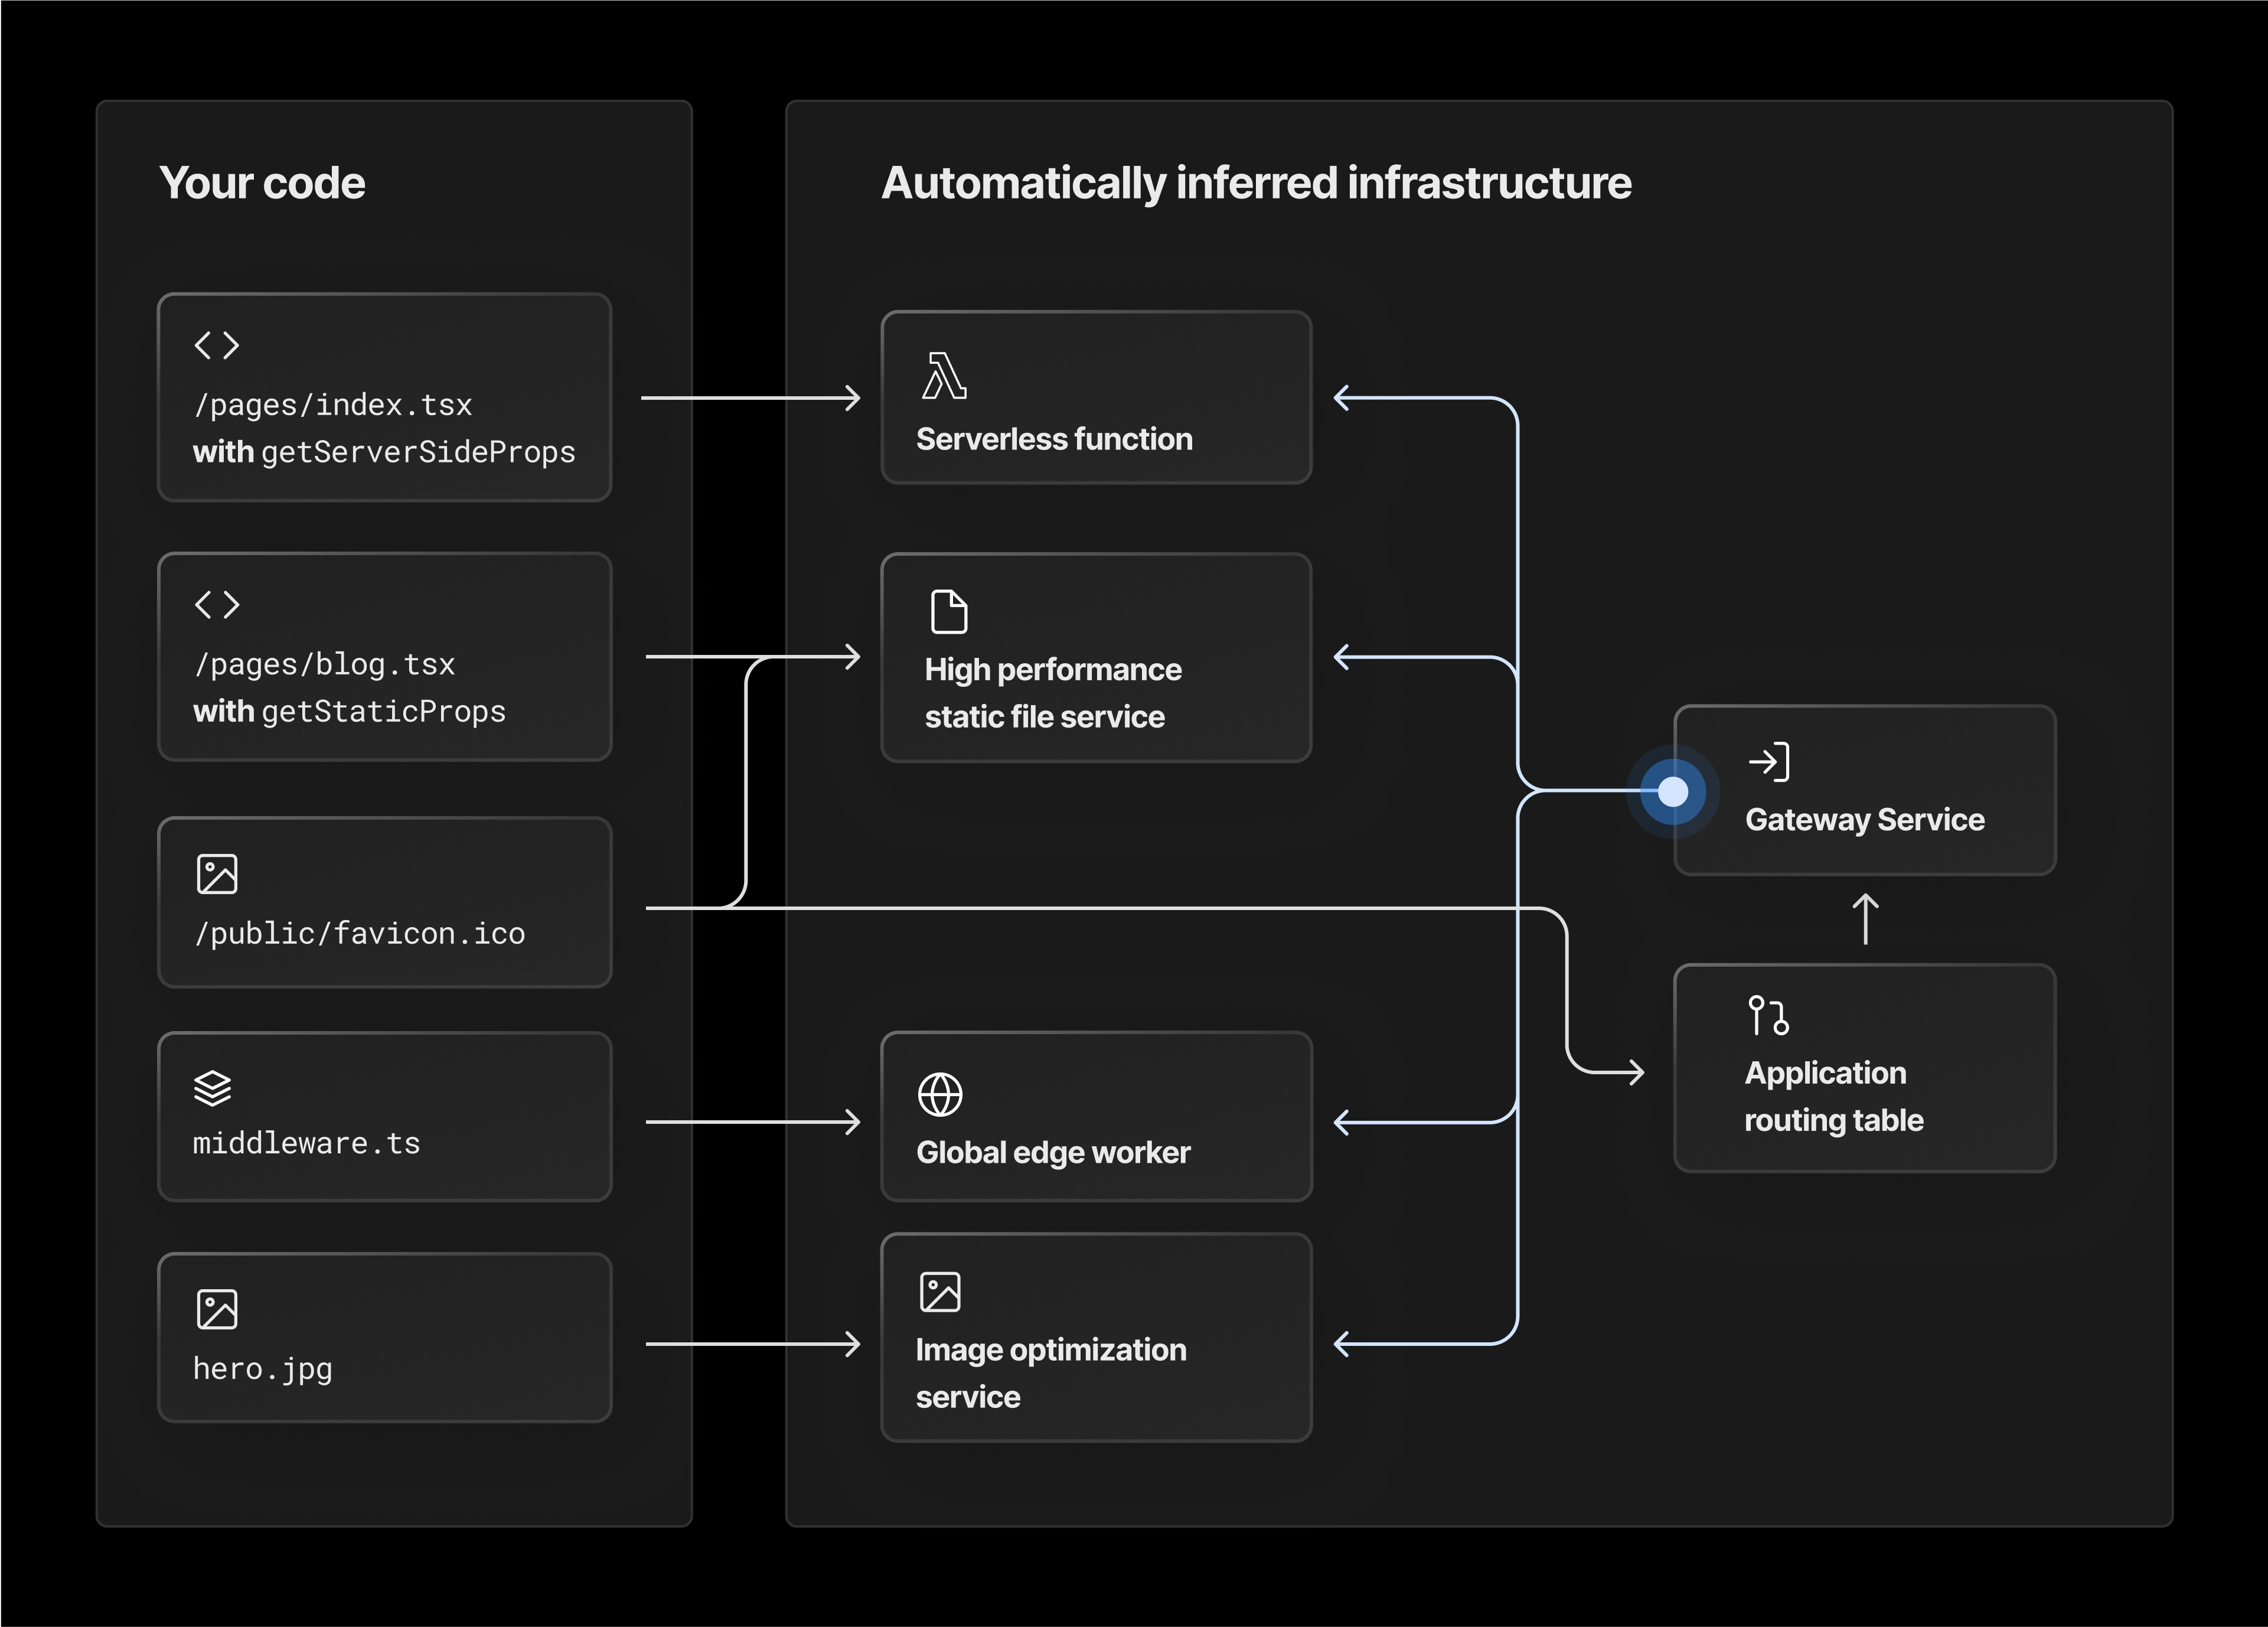 Your code
/pages/index.tsx
with getServerSideProps
/pages/blog.tsx
with getStaticProps
/public/favicon.ico
middleware.ts
hero.jpg
Automatically inferred infrastructure
Serverless function
High performance
static file service
Global edge worker
Image optimization
service
Gateway Service
Application
routing table